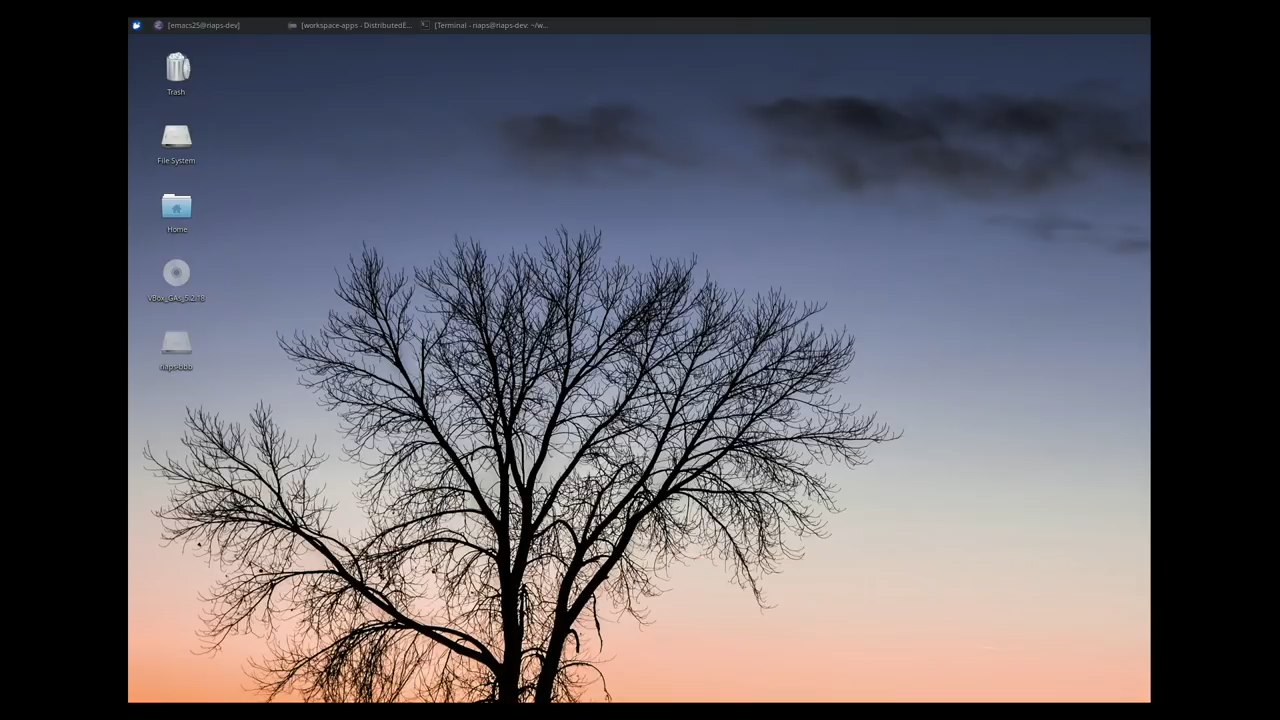 [emacs25@riaps-dev]
[workspace-apps - DistributedE...
[Terminal - riaps@riaps-dev: ~/w...
Trash
File System
Home
VBox_GAs_5.2.18
riaps-bbb